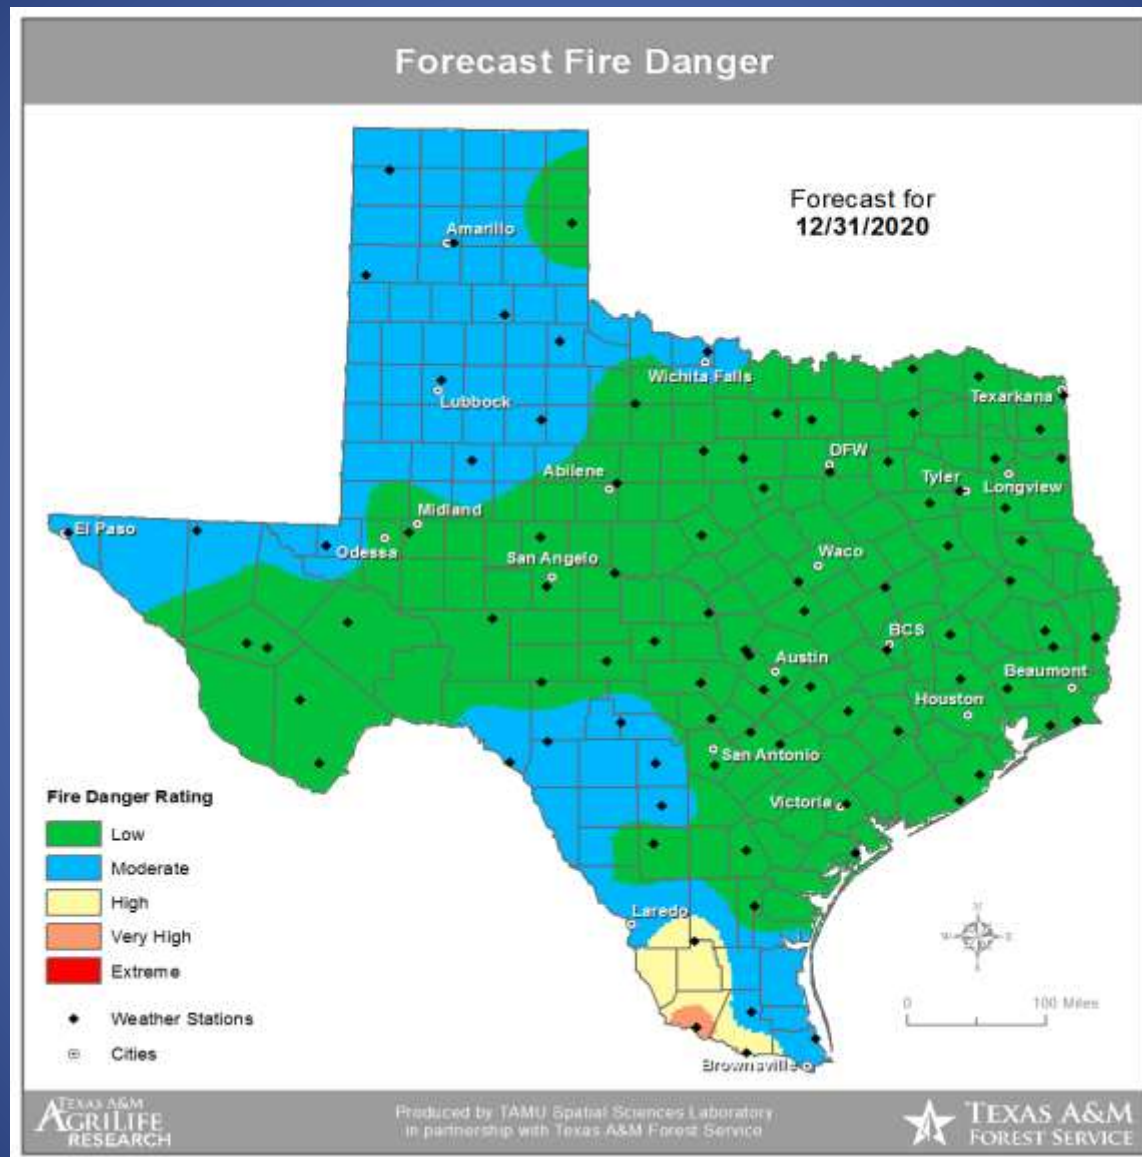 Forecast Fire Danger
Forecast for
12/31/2020
Amarillo
Wichita Falls
Lubbock
Texarkana
DFW
Abilene
Tyler
Longview
Midland
El Paso
Odessa
San Angelo
Waco
BCS
Austin
Beaumont
Houston
San Antonio
Victoria
Fire Danger Rating
Low
Moderate
High
Very High
Extreme
Weather Stations
Cities
Laredo
Brownsville
N
W
E
S
0
100 Miles
TEXAS A&M
AGRILIFE
RESEARCH
Produced by TAMU Spatial Sciences Laboratory
in partnership with Texas A&M Forest Service
TEXAS A&M
FOREST SERVICE